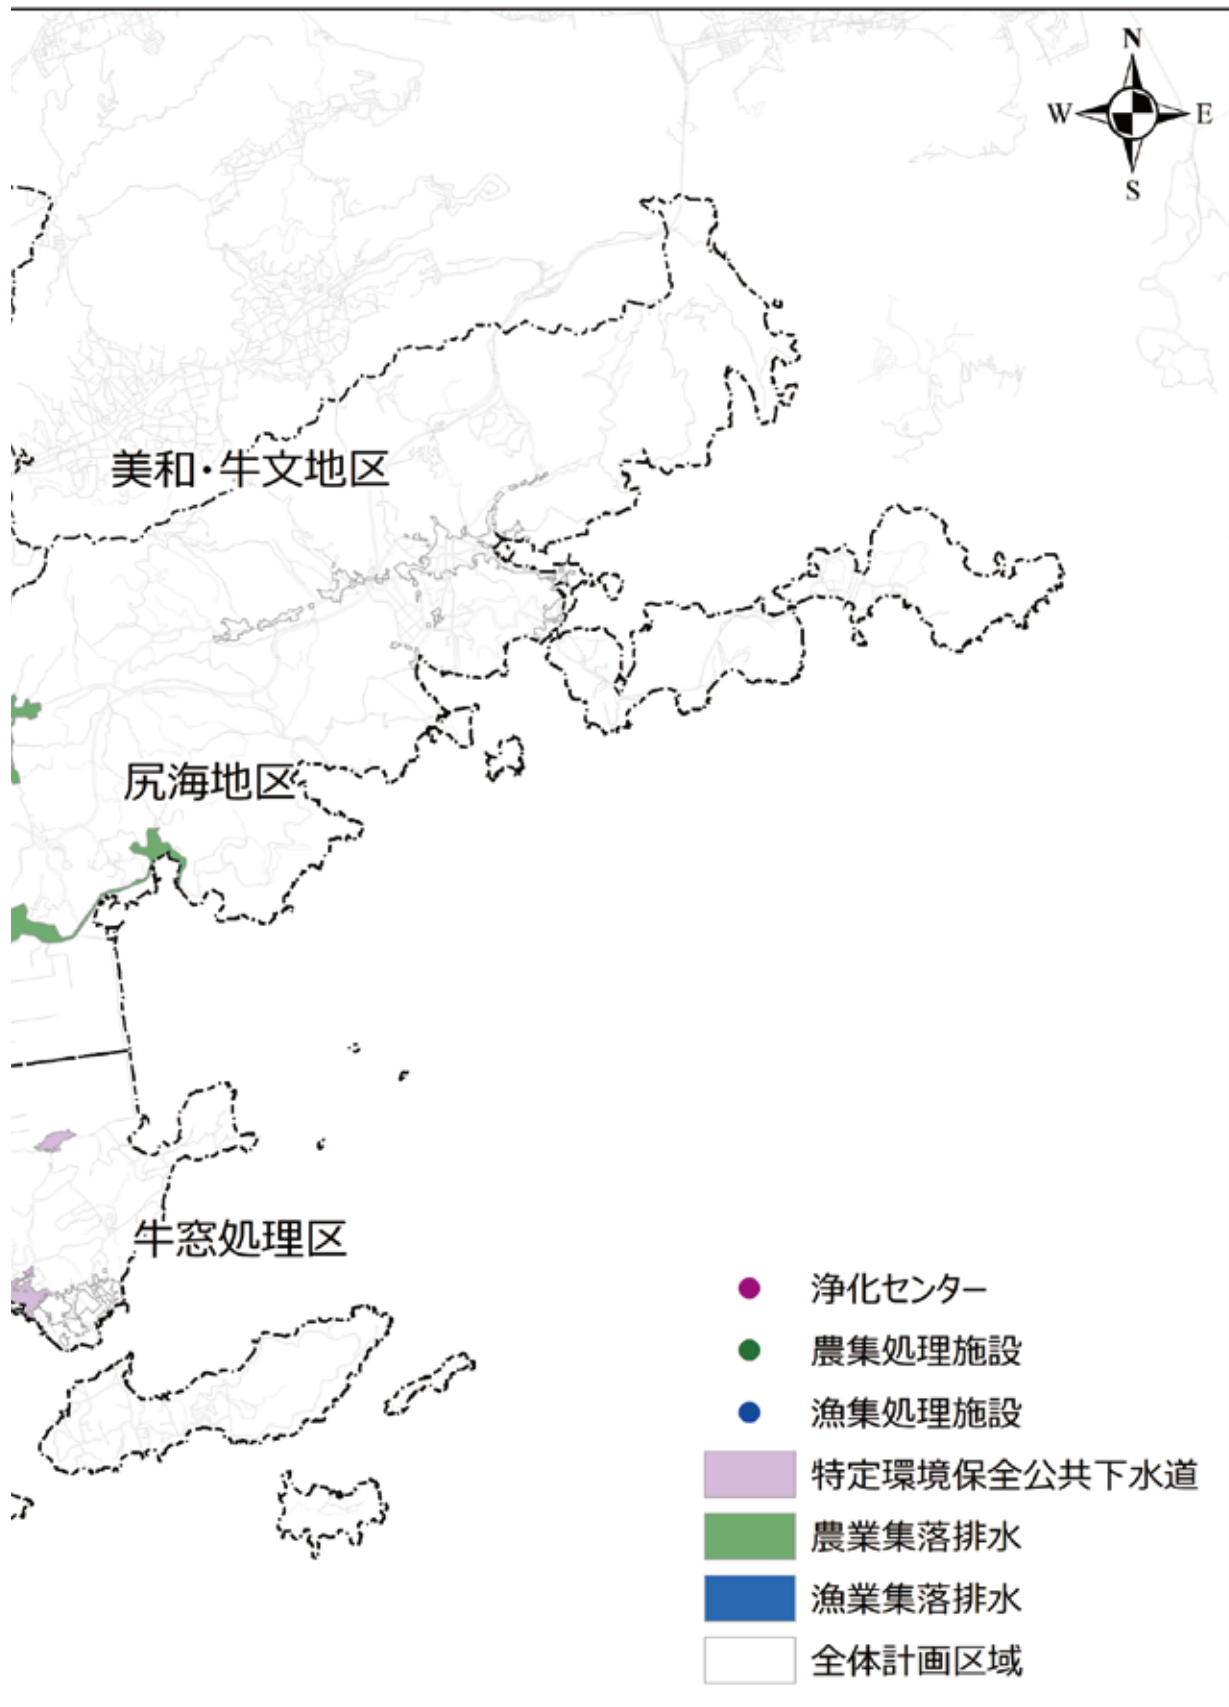 N
W E
S
美和・牛文地区
尻海地区
牛窓処理区
浄化センター
農集処理施設
漁集処理施設
特定環境保全公共下水道
農業集落排水
漁業集落排水
全体計画区域